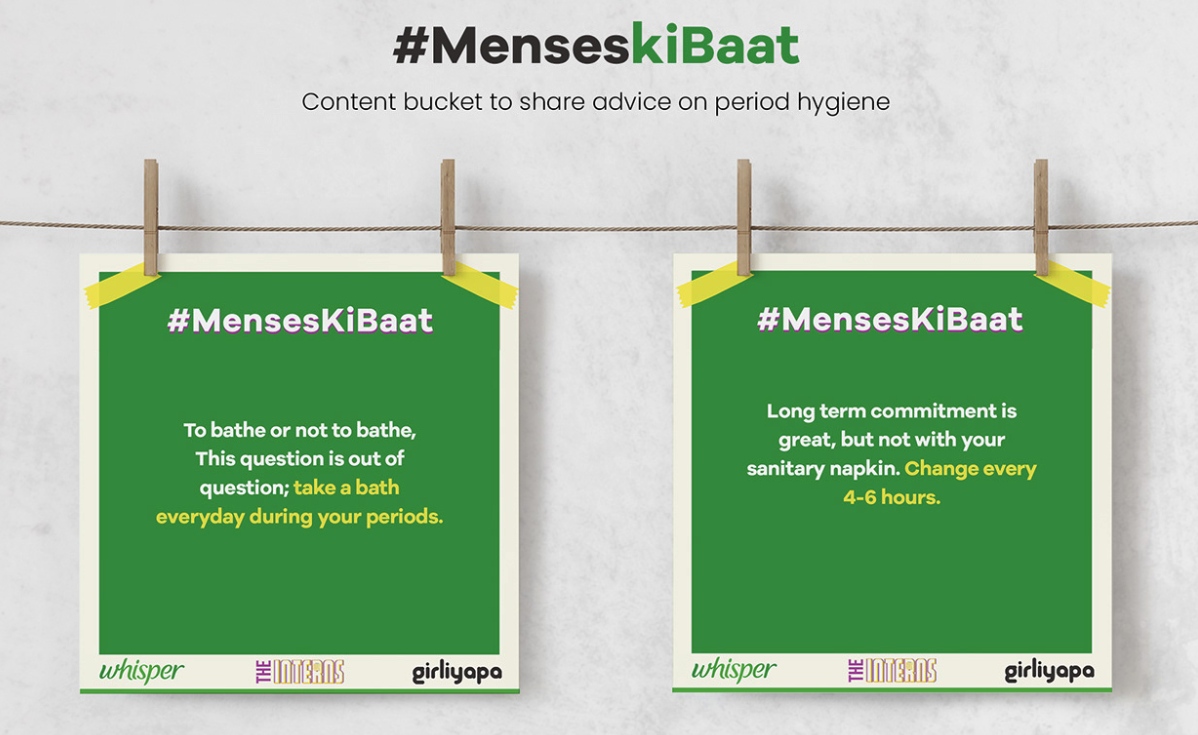 #MenseskiBaat
Content bucket to share advice on period hygiene
#MensesKiBaat
To bathe or not to bathe,
This question is out of
question; take a bath
everyday during your periods.
whisper
THE INTERNS
girliyapa
#MensesKiBaat
Long term commitment is
great, but not with your
sanitary napkin. Change every
4-6 hours.
whisper
THE INTERNS
girliyapa